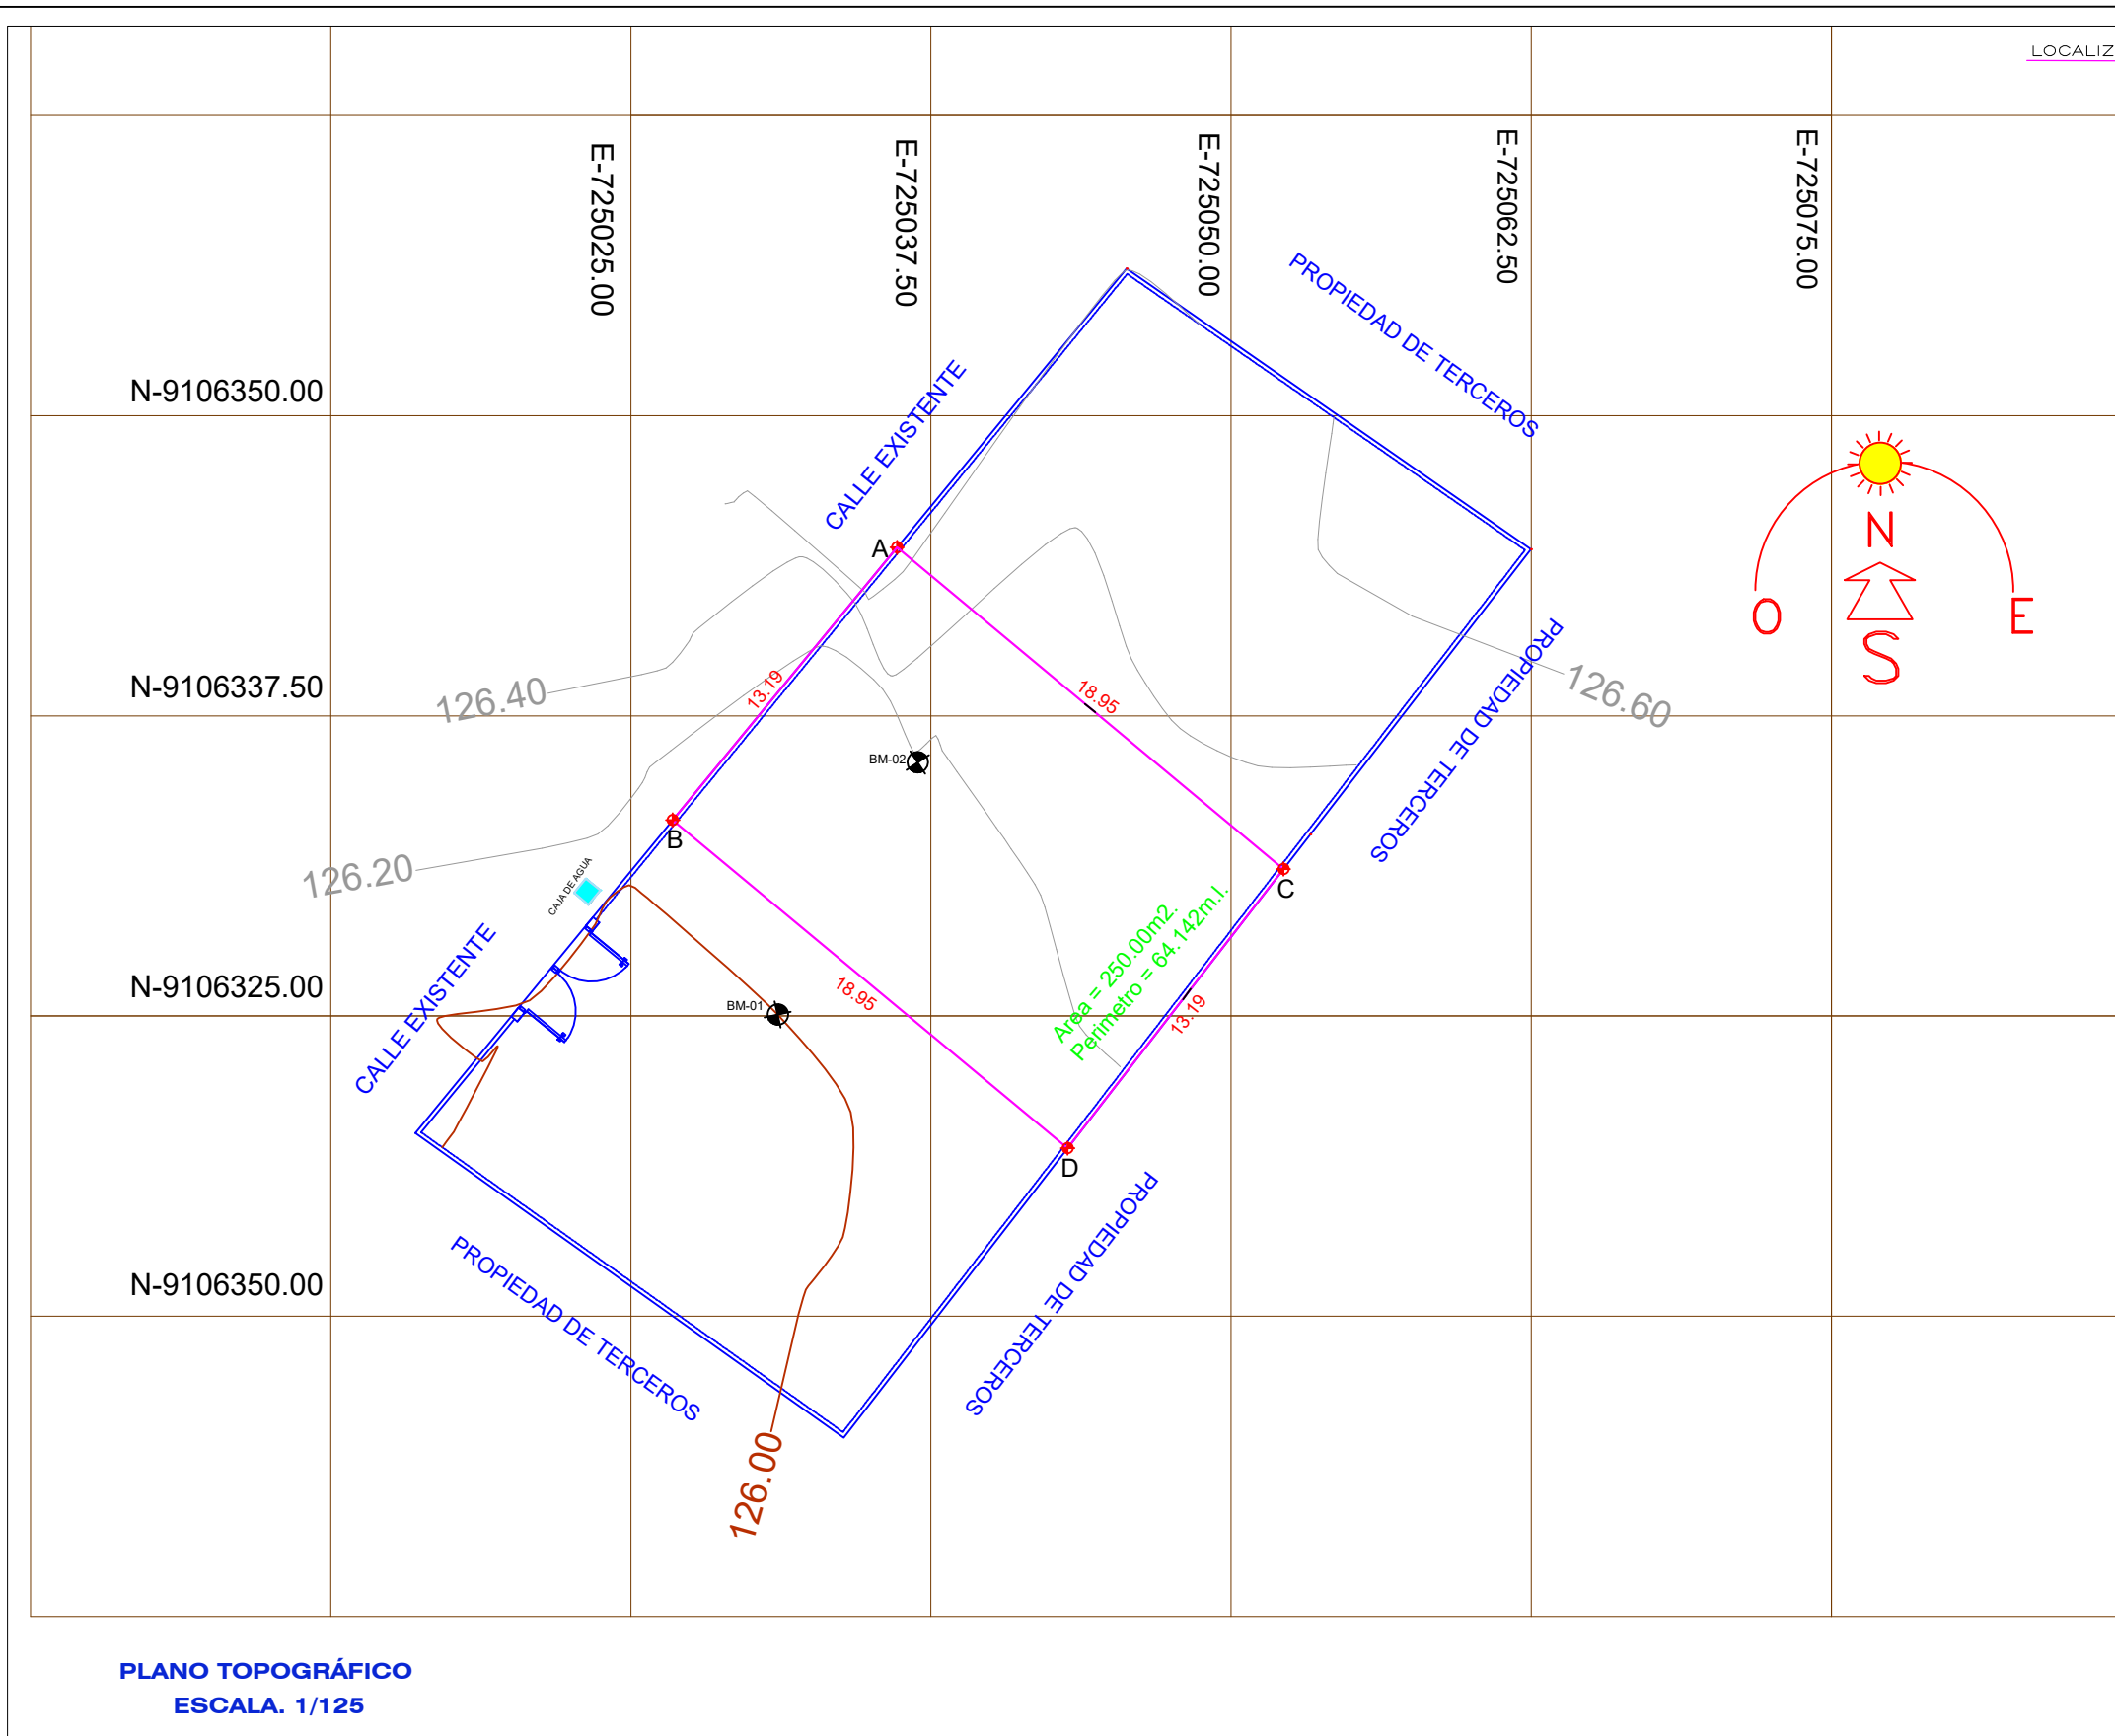 LOCALIZ
E-725025.00
E-725037.50
E-725050.00
E-725062.50
E-725075.00
PROPIEDAD DE TERCEROS
N-9106350.00
CALLE EXISTENTE
N
O
E
S
A
N-9106337.50
126.40
13.19
18.95
126.60
PROPIEDAD DE TERCEROS
BM-02
B
126.20
CAJA DE AGUA
C
CALLE EXISTENTE
N-9106325.00
BM-01
18.95
Area = 250.00m2.
Perimetro = 64.142m.l.
13.19
D
PROPIEDAD DE TERCEROS
N-9106350.00
PROPIEDAD DE TERCEROS
126.00
PLANO TOPOGRÁFICO
ESCALA. 1/125